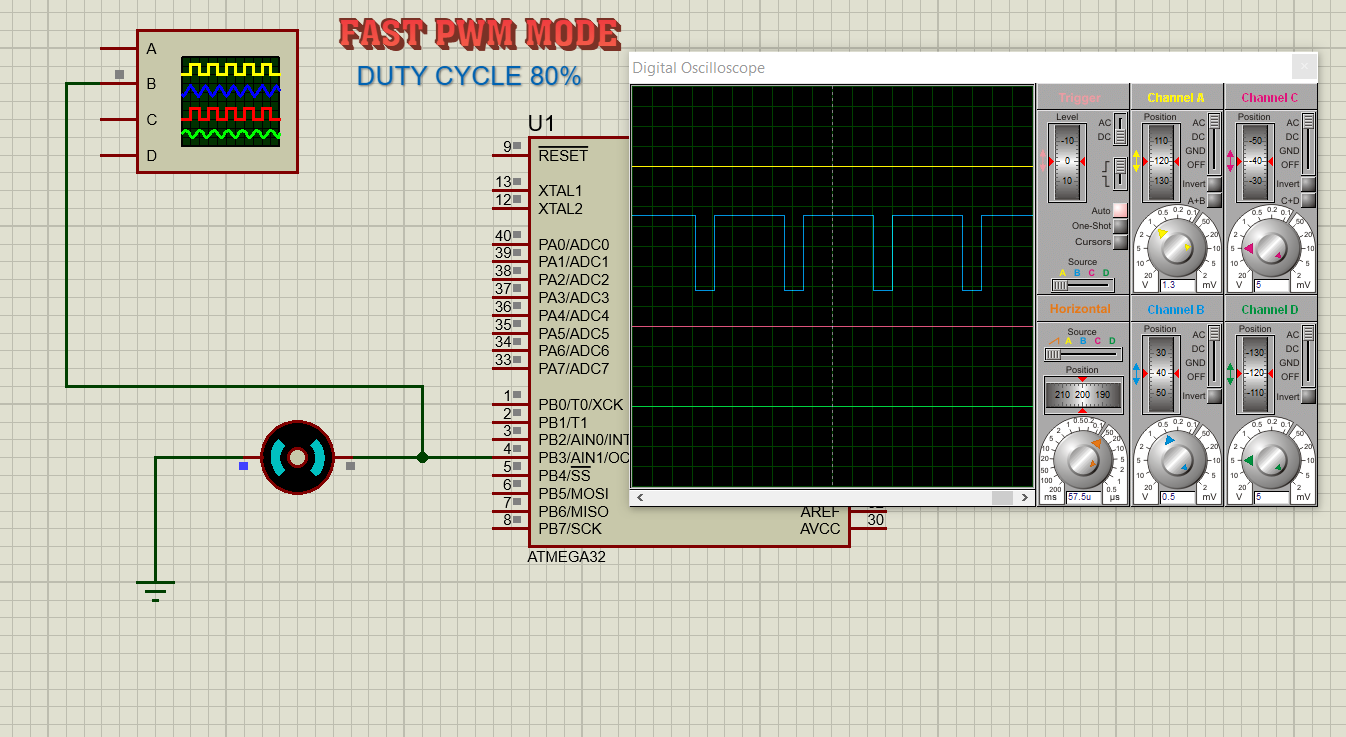 FAST PWM MODE
DUTY CYCLE 80%
A
B
C
D
U1
9 RESET
13 XTAL1
12 XTAL2
40 PA0/ADC0
39 PA1/ADC1
38 PA2/ADC2
37 PA3/ADC3
36 PA4/ADC4
35 PA5/ADC5
34 PA6/ADC6
33 PA7/ADC7
1 PB0/T0/XCK
2 PB1/T1
3 PB2/AIN0/INT
4 PB3/AIN1/OC
5 PB4/SS
6 PB5/MOSI
7 PB6/MISO
8 PB7/SCK
AREF
30 AVCC
ATMEGA32
Digital Oscilloscope
Trigger
Level
AC
DC
-10
0
10
Auto
One-Shot
Cursors
Source
A B C D
Channel A
Position
AC
DC
GND
OFF
110
120
130
Invert
A+B
V 1.3 mV
Channel C
Position
AC
DC
GND
OFF
-50
-40
-30
Invert
C+D
V 5 mV
Horizontal
Source
A B C D
Position
210 200 190
ms 57.5u µs
Channel B
Position
AC
DC
GND
OFF
30
40
50
Invert
V 0.5 mV
Channel D
Position
AC
DC
GND
OFF
-130
-120
-110
Invert
V 5 mV